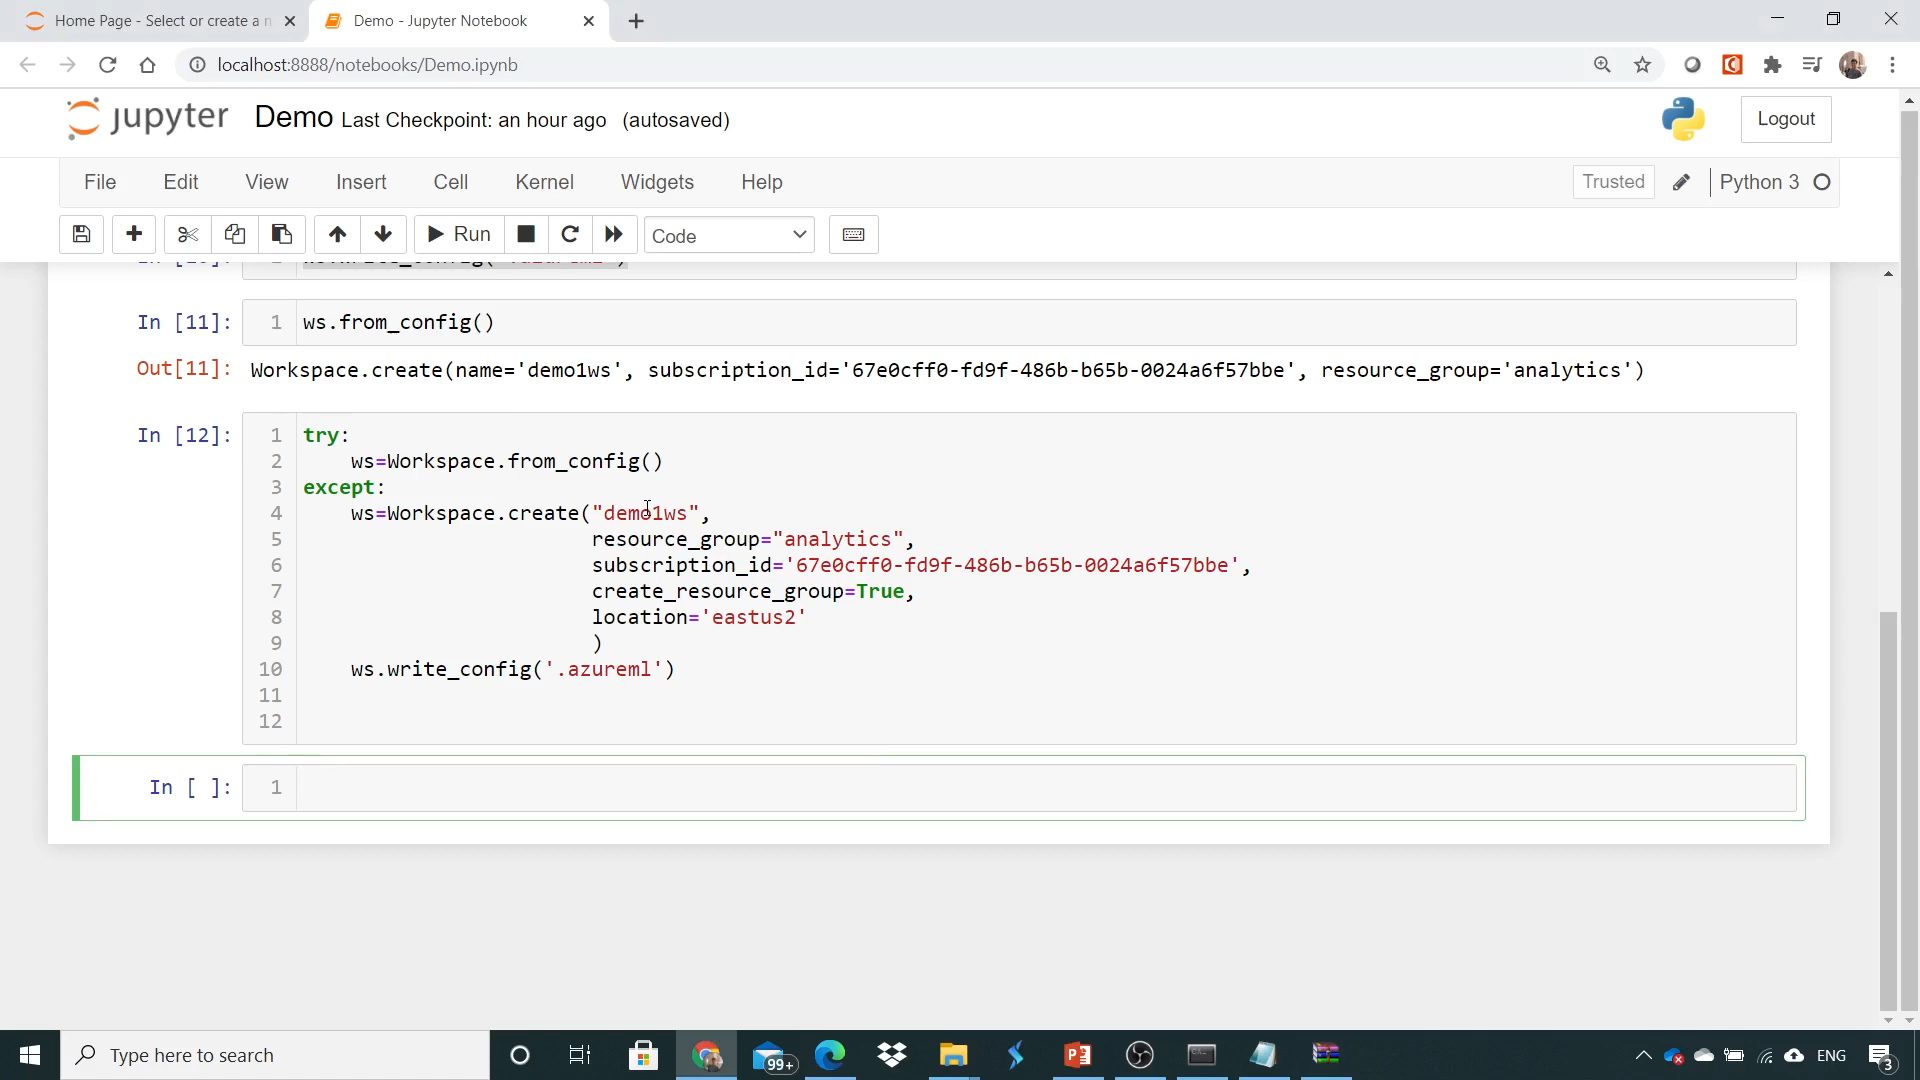 Home Page - Select or create a n
Demo - Jupyter Notebook
localhost:8888/notebooks/Demo.ipynb
jupyter Demo Last Checkpoint: an hour ago (autosaved)
Logout
File Edit View Insert Cell Kernel Widgets Help
Trusted Python 3
Run Code
In [11]: 1 ws.from_config()
Out[11]: Workspace.create(name='demo1ws', subscription_id='67e0cff0-fd9f-486b-b65b-0024a6f57bbe', resource_group='analytics')
In [12]: 1 try:
2 ws=Workspace.from_config()
3 except:
4 ws=Workspace.create("demo1ws",
5 resource_group="analytics",
6 subscription_id='67e0cff0-fd9f-486b-b65b-0024a6f57bbe',
7 create_resource_group=True,
8 location='eastus2'
9 )
10 ws.write_config('.azureml')
11
12
In [ ]: 1
Type here to search
99+
ENG
3